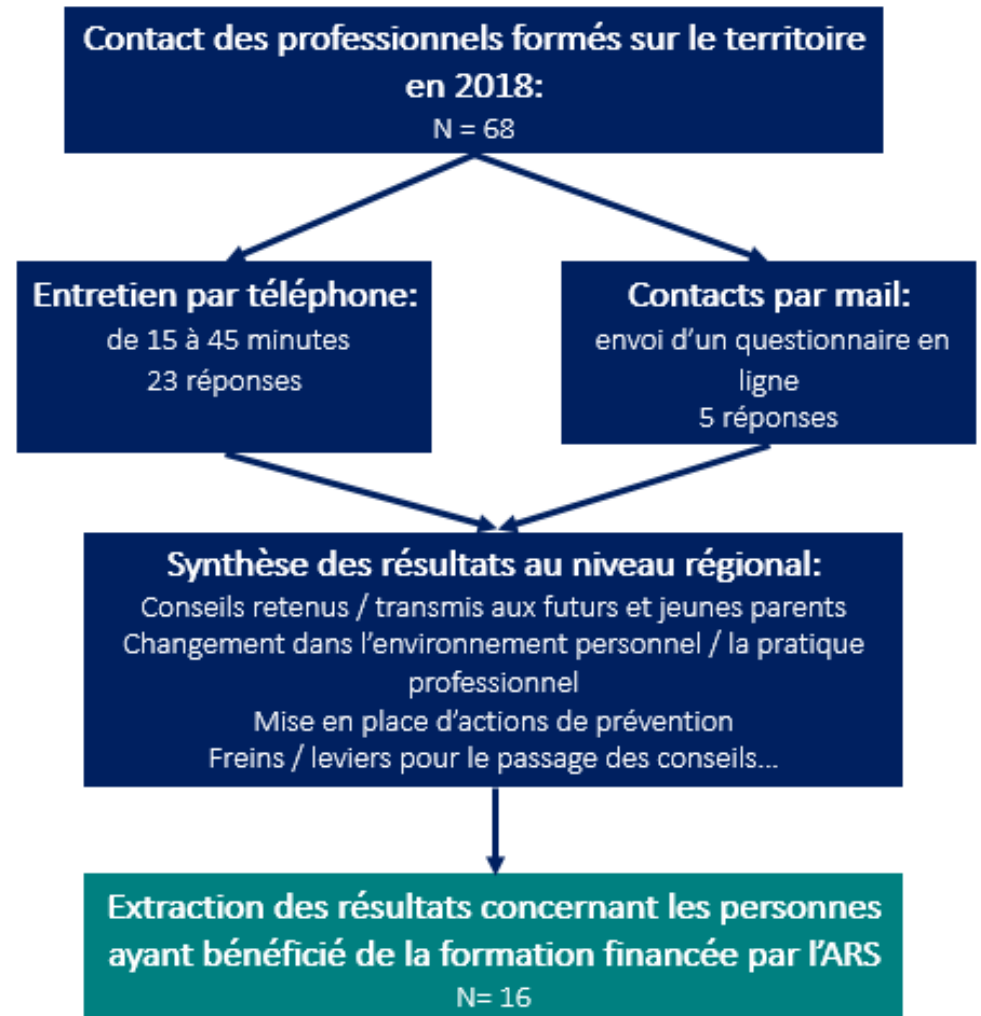 Contact des professionnels formés sur le territoire
en 2018:
N = 68
Entretien par téléphone:
de 15 à 45 minutes
23 réponses
Contacts par mail:
envoi d'un questionnaire en
ligne
5 réponses
Synthèse des résultats au niveau régional:
Conseils retenus / transmis aux futurs et jeunes parents
Changement dans l'environnement personnel / la pratique
professionnel
Mise en place d'actions de prévention
Freins / leviers pour le passage des conseils...
Extraction des résultats concernant les personnes
ayant bénéficié de la formation financée par l'ARS
N= 16